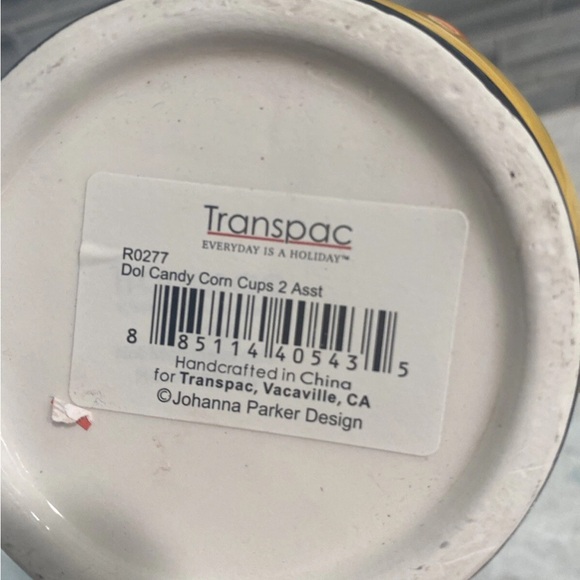 Transpac
EVERYDAY IS A HOLIDAY™
R0277
Dol Candy Corn Cups 2 Asst
8 85114 40543 5
Handcrafted in China
for Transpac, Vacaville, CA
©Johanna Parker Design